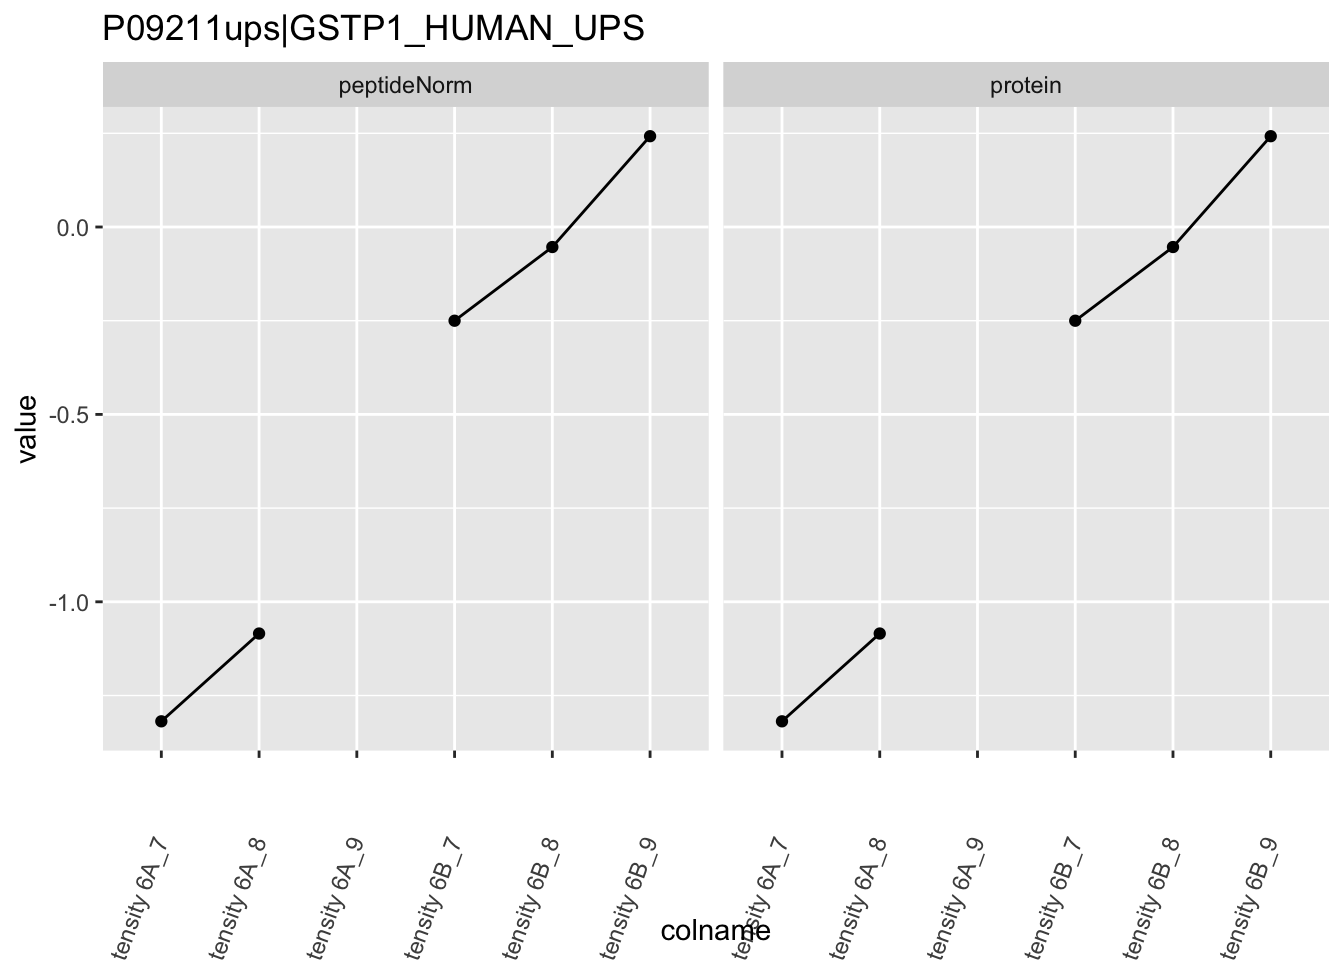 P09211ups|GSTP1_HUMAN_UPS
peptideNorm
protein
value
0.0
-0.5
-1.0
tensity 6A_7
tensity 6A_8
tensity 6A_9
tensity 6B_7
tensity 6B_8
tensity 6B_9
tensity 6A_7
tensity 6A_8
tensity 6A_9
tensity 6B_7
tensity 6B_8
tensity 6B_9
colname